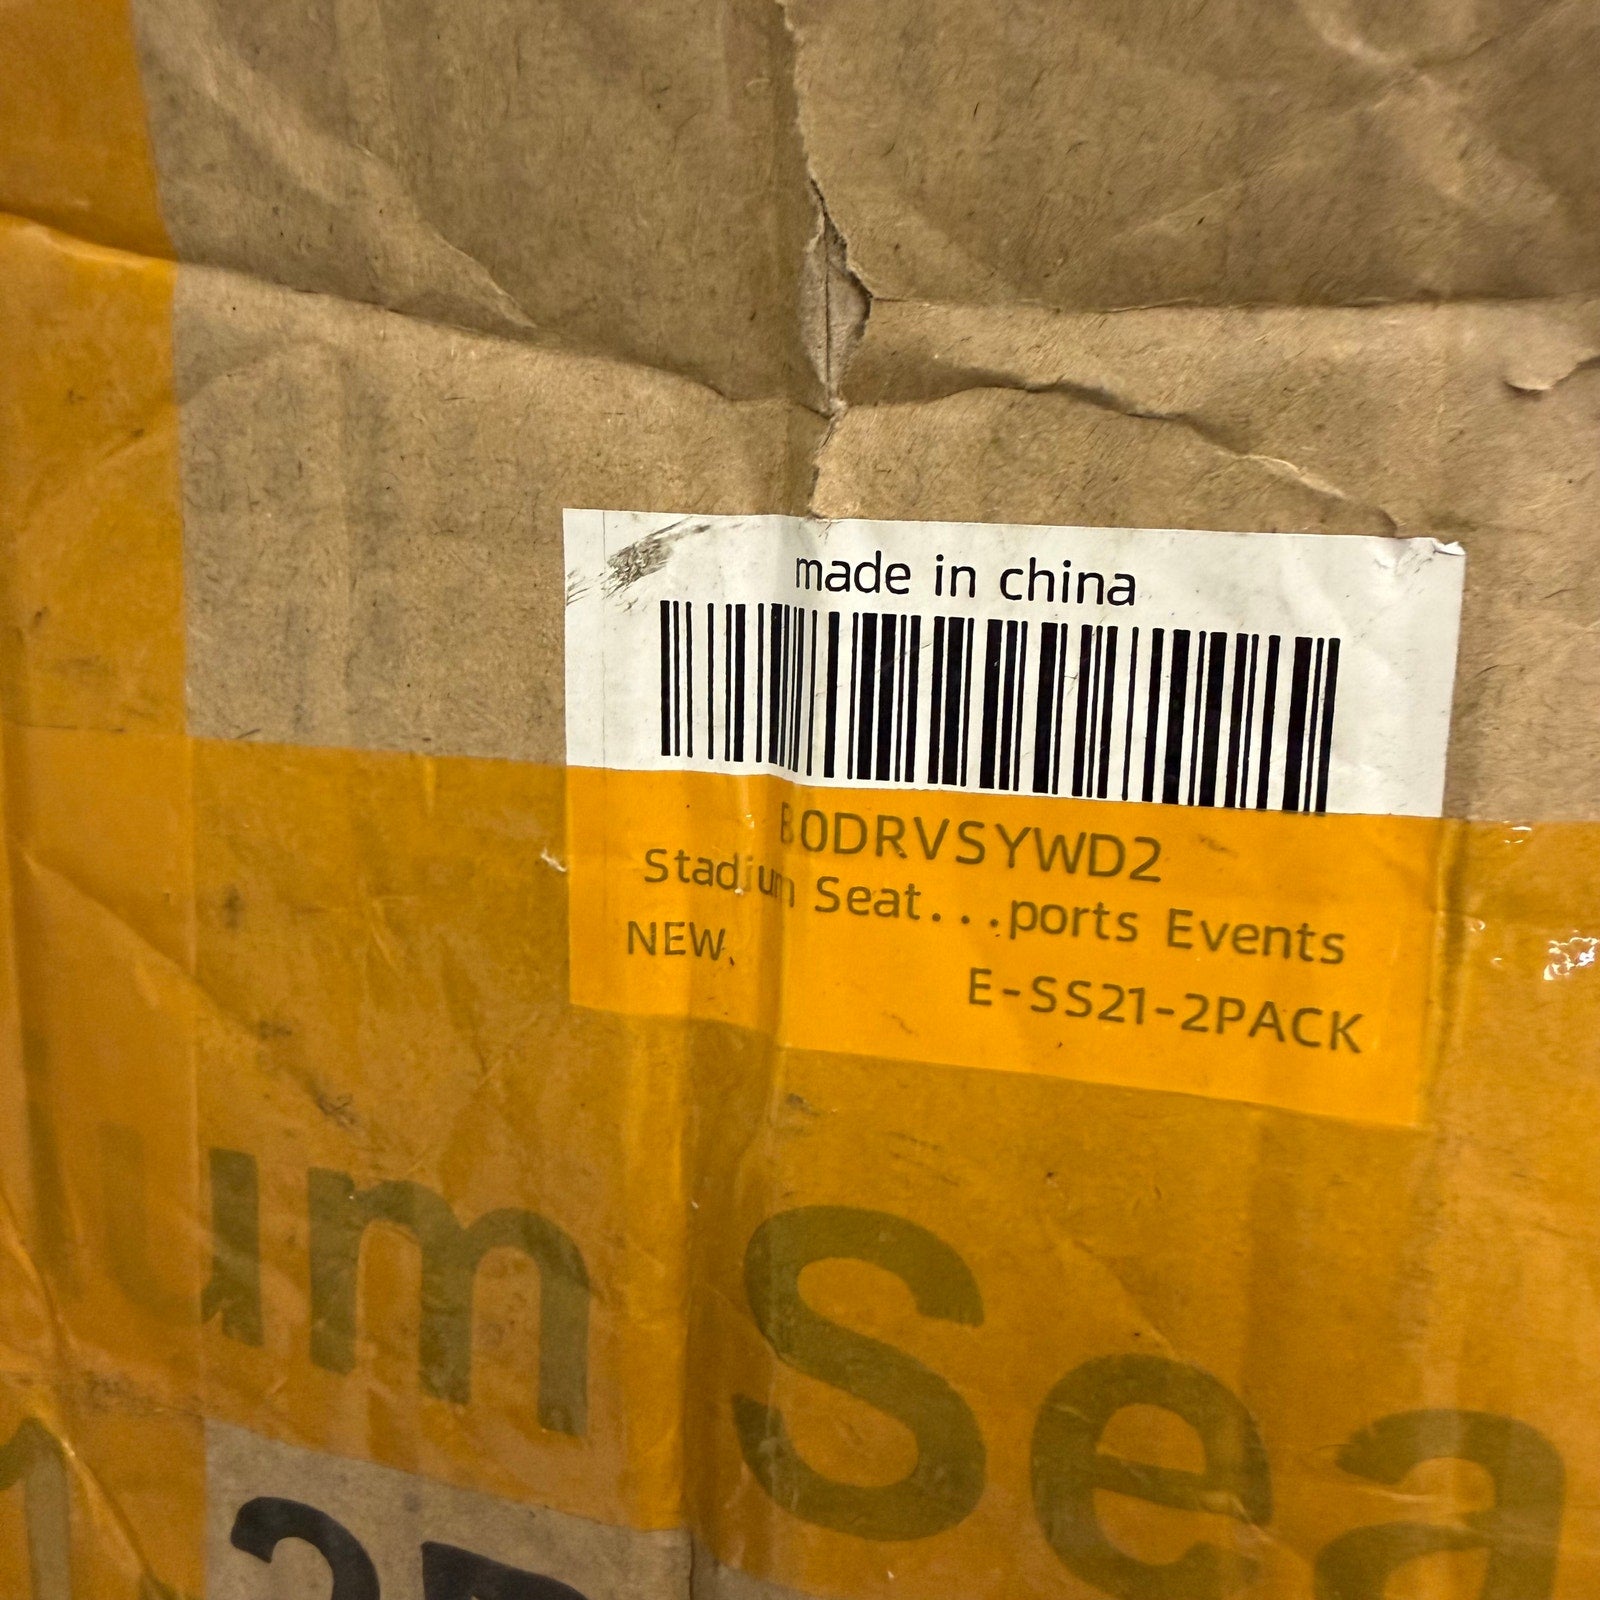 made in china
B0DRVSYWD2
Stadium Seat...ports Events
NEW
E-SS21-2PACK
um Sea